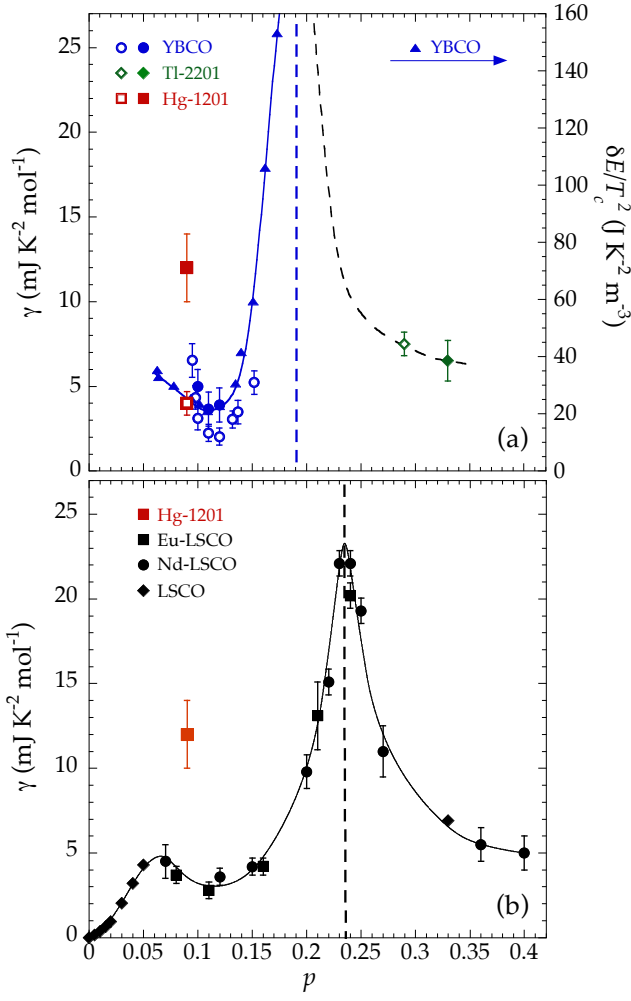 25
20
15
10
5
0
γ (mJ K⁻² mol⁻¹)
YBCO
Tl-2201
Hg-1201
YBCO
160
140
120
100
80
60
40
20
0
δE/T_c² (J K⁻² m⁻³)
(a)
25
20
15
10
5
0
γ (mJ K⁻² mol⁻¹)
Hg-1201
Eu-LSCO
Nd-LSCO
LSCO
(b)
0 0.05 0.1 0.15 0.2 0.25 0.3 0.35 0.4
p